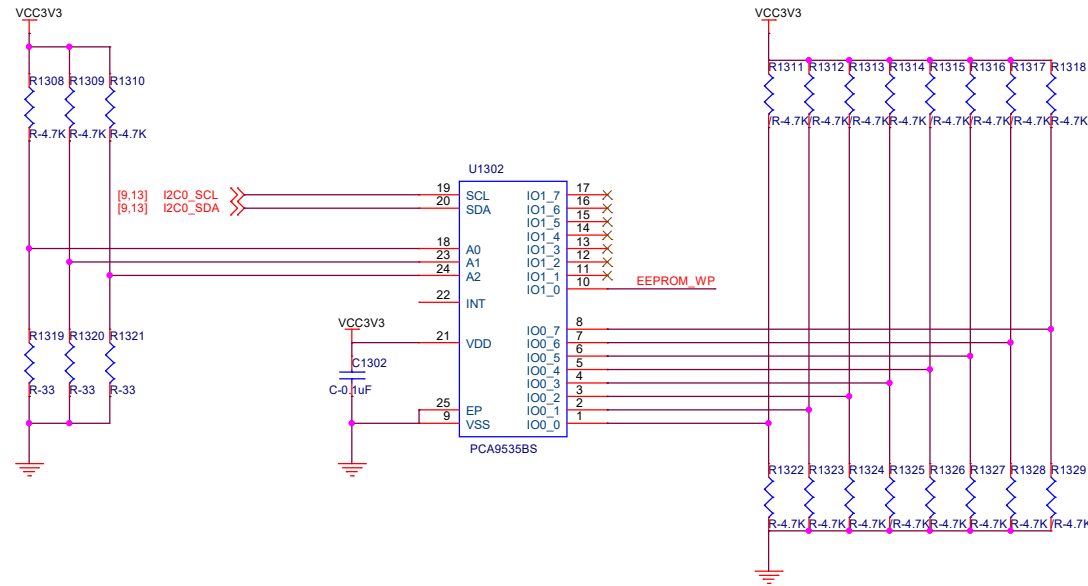 VCC3V3
VCC3V3
R1308 R1309 R1310
R-4.7K R-4.7K R-4.7K
R1311 R1312 R1313 R1314 R1315 R1316 R1317 R1318
/R-4.7K /R-4.7K /R-4.7K /R-4.7K /R-4.7K /R-4.7K /R-4.7K /R-4.7K
U1302
[9,13] I2C0_SCL 19 SCL IO1_7 17
[9,13] I2C0_SDA 20 SDA IO1_6 16
IO1_5 15
IO1_4 14
18 A0 IO1_3 13
23 A1 IO1_2 12
24 A2 IO1_1 11
IO1_0 10 EEPROM_WP
22 INT
VCC3V3
IO0_7 8
21 VDD IO0_6 7
IO0_5 6
IO0_4 5
IO0_3 4
IO0_2 3
25 EP IO0_1 2
9 VSS IO0_0 1
C1302
C-0.1uF
PCA9535BS
R1319 R1320 R1321
R-33 R-33 R-33
R1322 R1323 R1324 R1325 R1326 R1327 R1328 R1329
R-4.7K R-4.7K R-4.7K /R-4.7K R-4.7K R-4.7K R-4.7K /R-4.7K